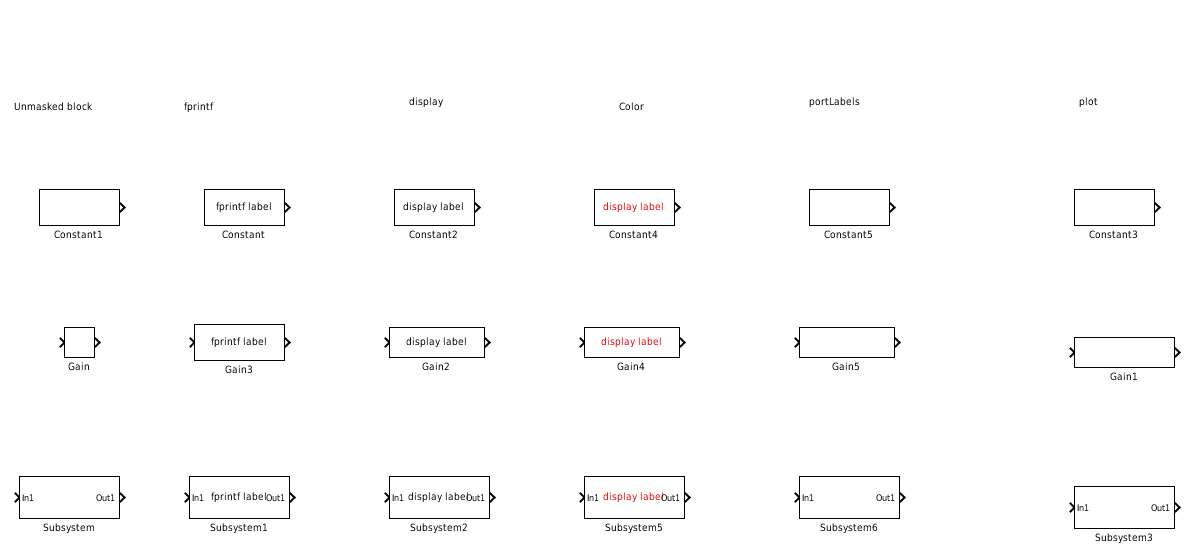 Unmasked block
fprintf
display
Color
portLabels
plot
fprintf label
display label
display label
Constant1
Constant
Constant2
Constant4
Constant5
Constant3
fprintf label
display label
display label
Gain
Gain3
Gain2
Gain4
Gain5
Gain1
In1 Out1
In1 fprintf label Out1
In1 display label Out1
In1 display label Out1
In1 Out1
In1 Out1
Subsystem
Subsystem1
Subsystem2
Subsystem5
Subsystem6
Subsystem3